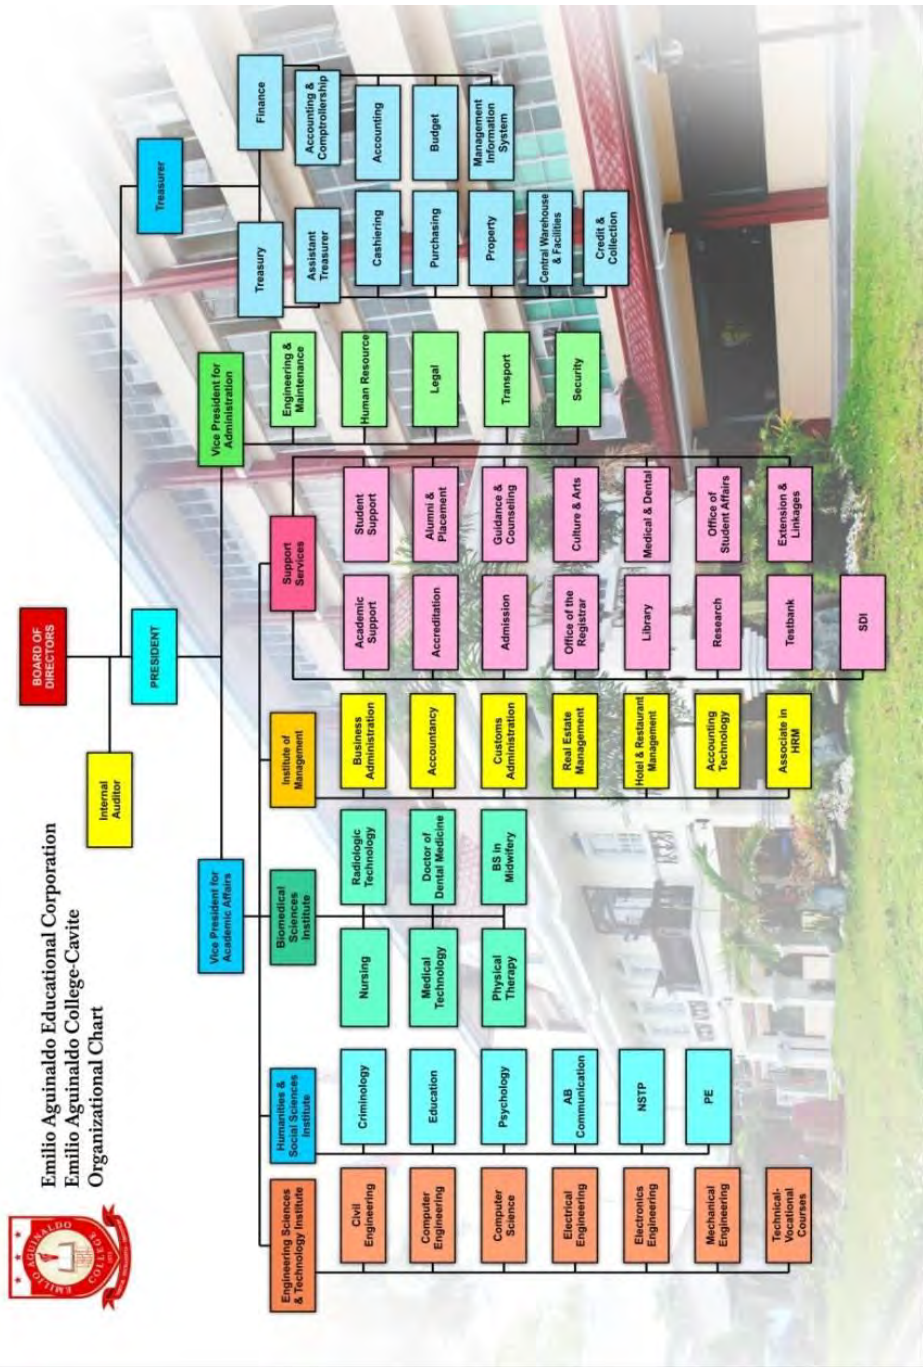 EMILIO AGUINALDO
COLLEGE
Emilio Aguinaldo Educational Corporation
Emilio Aguinaldo College-Cavite
Organizational Chart
BOARD OF
DIRECTORS
Internal
Auditor
PRESIDENT
Treasurer
Vice President for
Academic Affairs
Vice President for
Administration
Treasury
Finance
Engineering Sciences
& Technology Institute
Humanities &
Social Sciences
Institute
Biomedical
Sciences
Institute
Institute of
Management
Support
Services
Civil
Engineering
Computer
Engineering
Computer
Science
Electrical
Engineering
Electronics
Engineering
Mechanical
Engineering
Technical-
Vocational
Courses
Criminology
Education
Psychology
AB
Communication
NSTP
PE
Nursing
Medical
Technology
Physical
Therapy
Radiologic
Technology
Doctor of
Dental Medicine
BS in
Midwifery
Business
Administration
Accountancy
Customs
Administration
Real Estate
Management
Hotel & Restaurant
Management
Accounting
Technology
Associate in
HRM
Academic
Support
Accreditation
Admission
Office of the
Registrar
Library
Research
Testbank
SDI
Student
Support
Alumni &
Placement
Guidance &
Counseling
Culture & Arts
Medical & Dental
Office of
Student Affairs
Extension &
Linkages
Engineering &
Maintenance
Human Resource
Legal
Transport
Security
Assistant
Treasurer
Cashiering
Purchasing
Property
Central Warehouse
& Facilities
Credit &
Collection
Accounting &
Comptrollership
Accounting
Budget
Management
Information
System